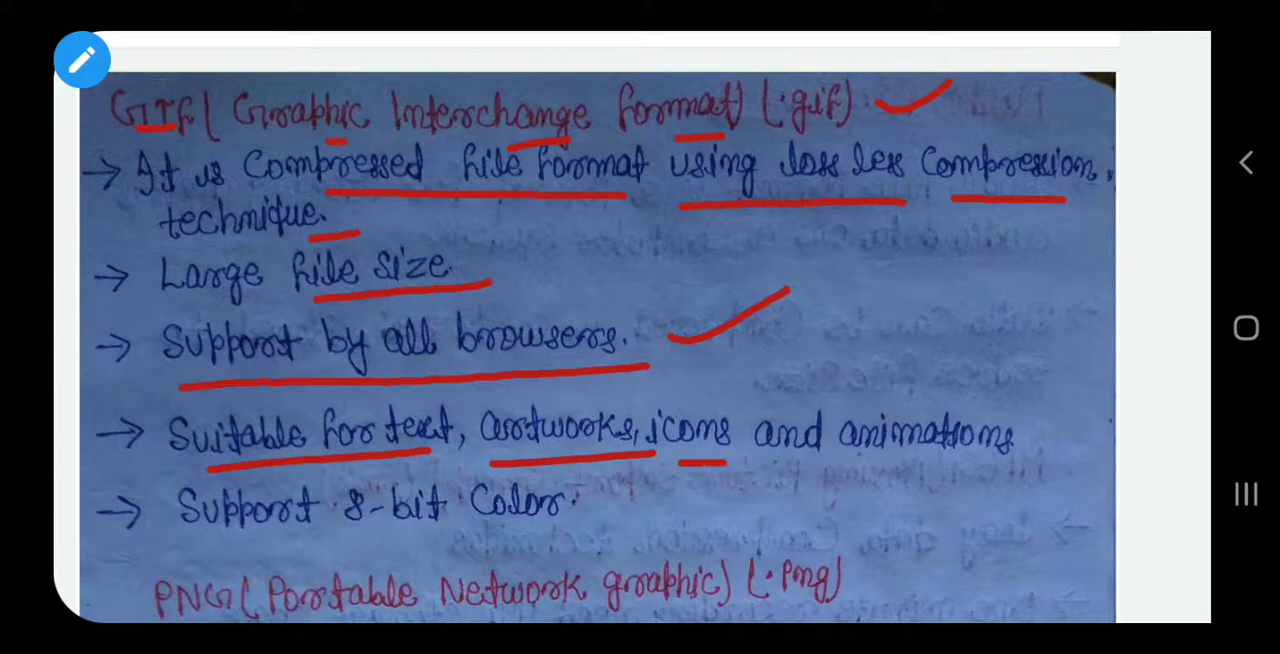 GIF( Graphic Interchange format) (.gif)
→ It is Compressed file format using loss less Compression.
technique.
→ Large file size.
→ Support by all browsers.
→ Suitable for text, artworks, icons and animations
→ Support 8-bit Color.
PNG( Portable Network graphic) (.png)